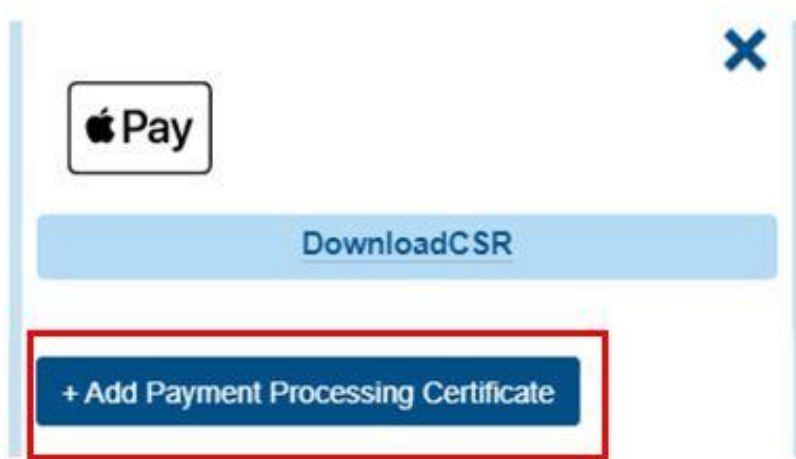 Pay
DownloadCSR
+ Add Payment Processing Certificate